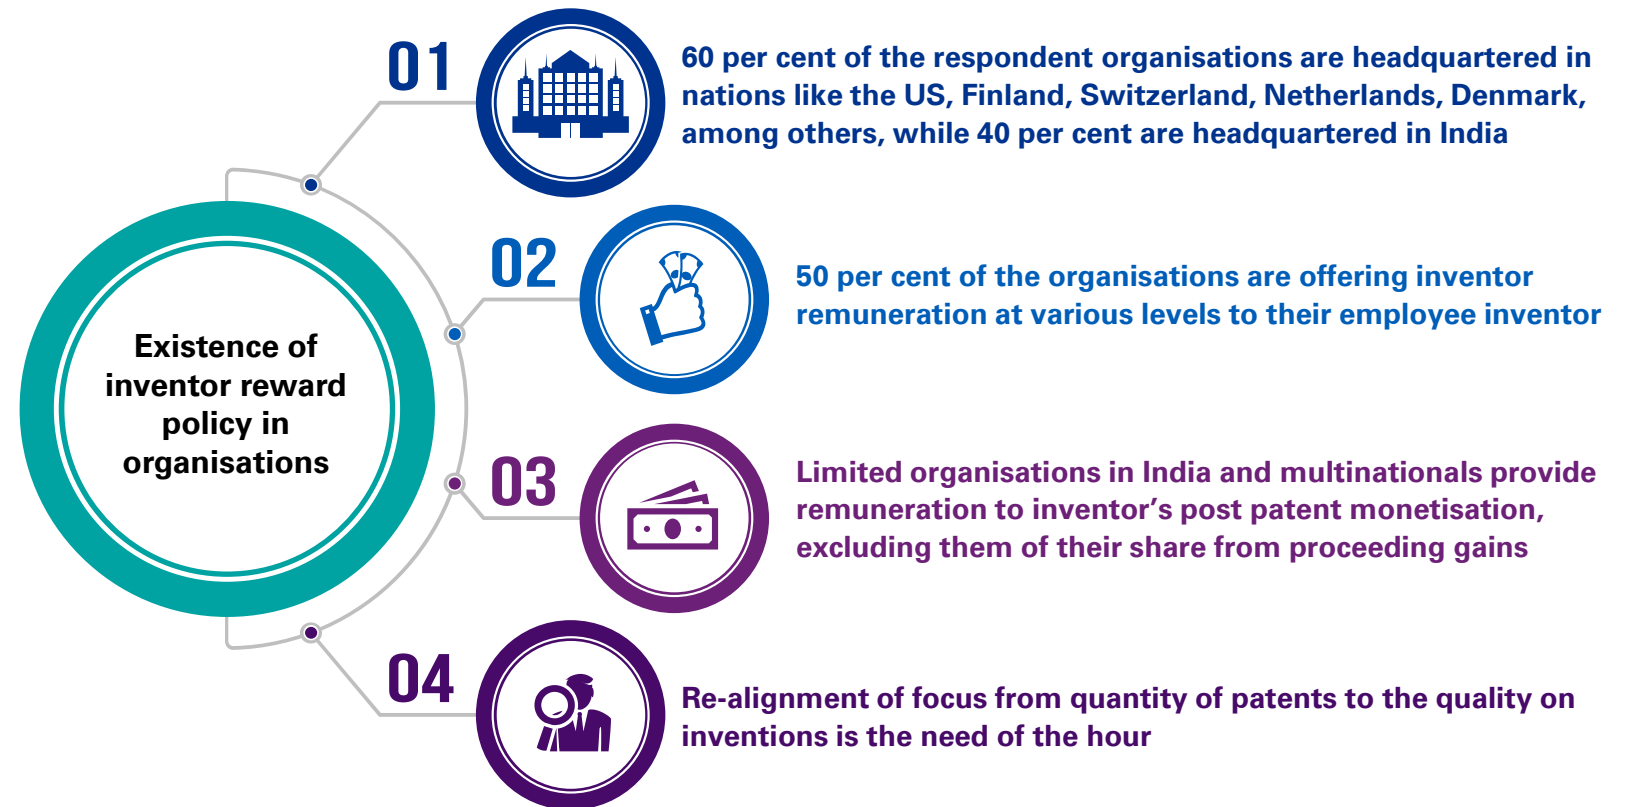 Existence of
inventor reward
policy in
organisations
01
60 per cent of the respondent organisations are headquartered in
nations like the US, Finland, Switzerland, Netherlands, Denmark,
among others, while 40 per cent are headquartered in India
02
50 per cent of the organisations are offering inventor
remuneration at various levels to their employee inventor
03
Limited organisations in India and multinationals provide
remuneration to inventor’s post patent monetisation,
excluding them of their share from proceeding gains
04
Re-alignment of focus from quantity of patents to the quality on
inventions is the need of the hour